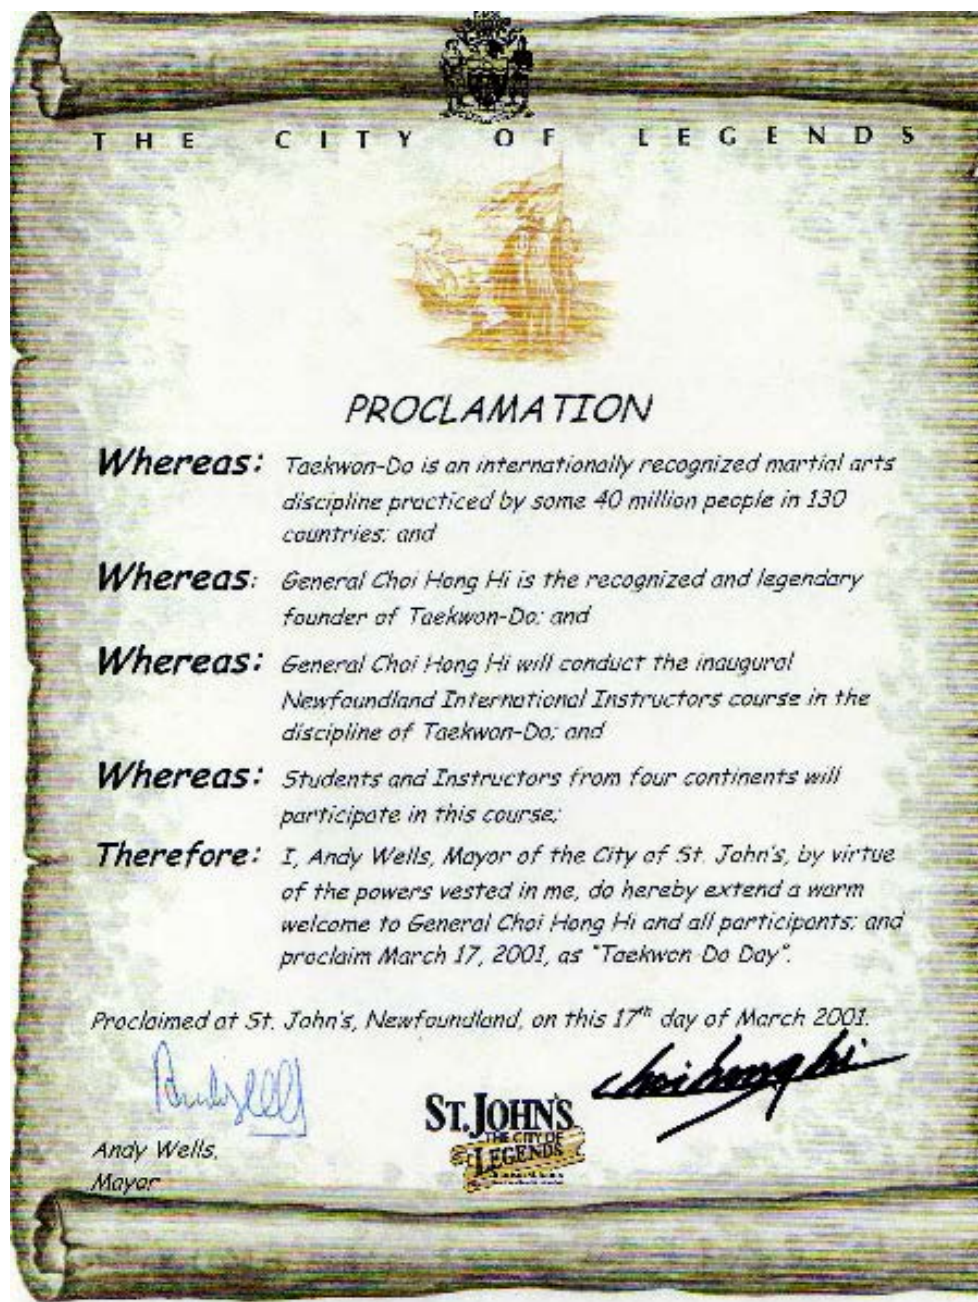 THE CITY OF LEGENDS
PROCLAMATION
Whereas: Taekwon-Do is an internationally recognized martial arts
discipline practiced by some 40 million people in 130
countries; and
Whereas: General Choi Hong Hi is the recognized and legendary
founder of Taekwon-Do; and
Whereas: General Choi Hong Hi will conduct the inaugural
Newfoundland International Instructors course in the
discipline of Taekwon-Do; and
Whereas: Students and Instructors from four continents will
participate in this course;
Therefore: I, Andy Wells, Mayor of the City of St. John's, by virtue
of the powers vested in me, do hereby extend a warm
welcome to General Choi Hong Hi and all participants; and
proclaim March 17, 2001, as "Taekwon-Do Day".
Proclaimed at St. John's, Newfoundland, on this 17th day of March 2001.
choi hong hi
ST. JOHN'S
THE CITY OF
LEGENDS
Andy Wells,
Mayor